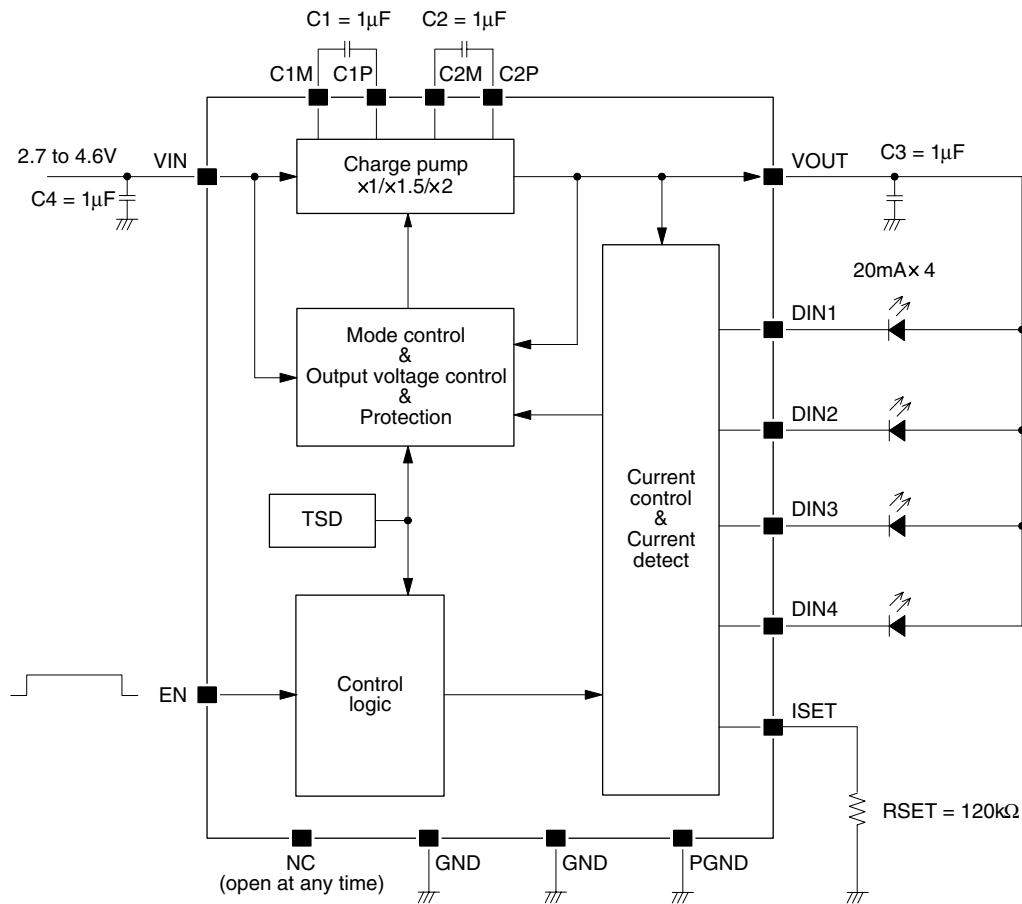 C1 = 1μF
C2 = 1μF
C1M
C1P
C2M
C2P
2.7 to 4.6V
VIN
C4 = 1μF
Charge pump
×1/×1.5/×2
VOUT
C3 = 1μF
20mA× 4
Mode control
&
Output voltage control
&
Protection
DIN1
DIN2
TSD
Current
control
&
Current
detect
DIN3
DIN4
EN
Control
logic
ISET
RSET = 120kΩ
NC
(open at any time)
GND
GND
PGND